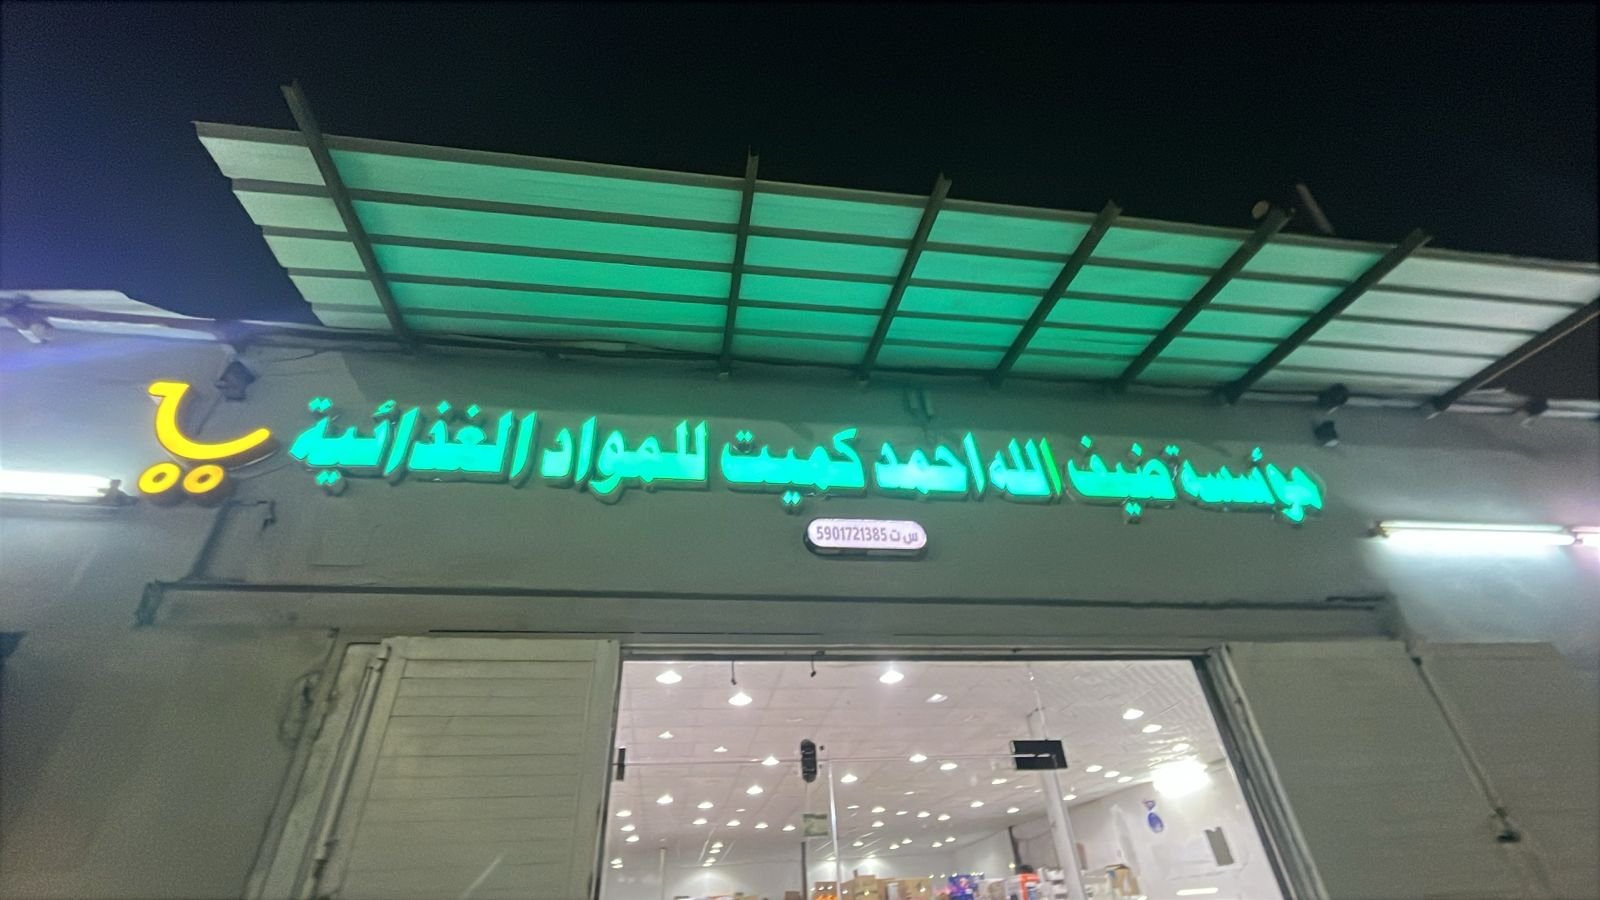 مؤسسة ضيف الله احمد كميت للمواد الغذائية
س ت 5901721385